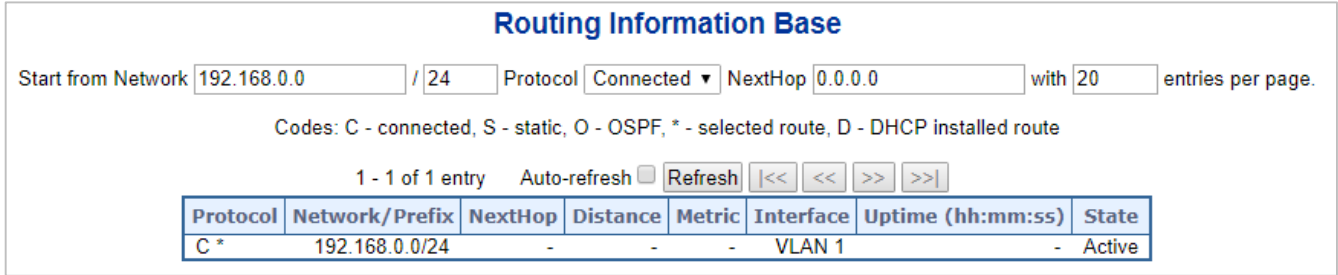 Routing Information Base
Start from Network 192.168.0.0 / 24 Protocol Connected ▾ NextHop 0.0.0.0 with 20 entries per page.
Codes: C - connected, S - static, O - OSPF, * - selected route, D - DHCP installed route
1 - 1 of 1 entry Auto-refresh Refresh |<< << >> >>|
Protocol Network/Prefix NextHop Distance Metric Interface Uptime (hh:mm:ss) State
C * 192.168.0.0/24 - - - VLAN 1 - Active